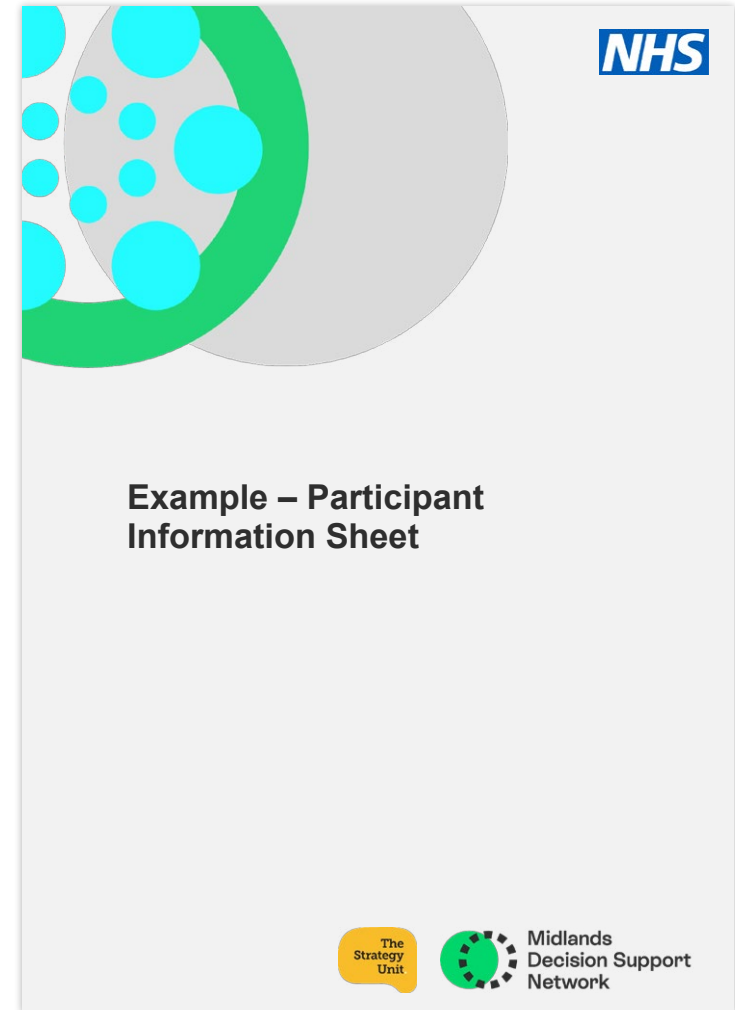 NHS
Example – Participant
Information Sheet
The
Strategy
Unit
Midlands
Decision Support
Network